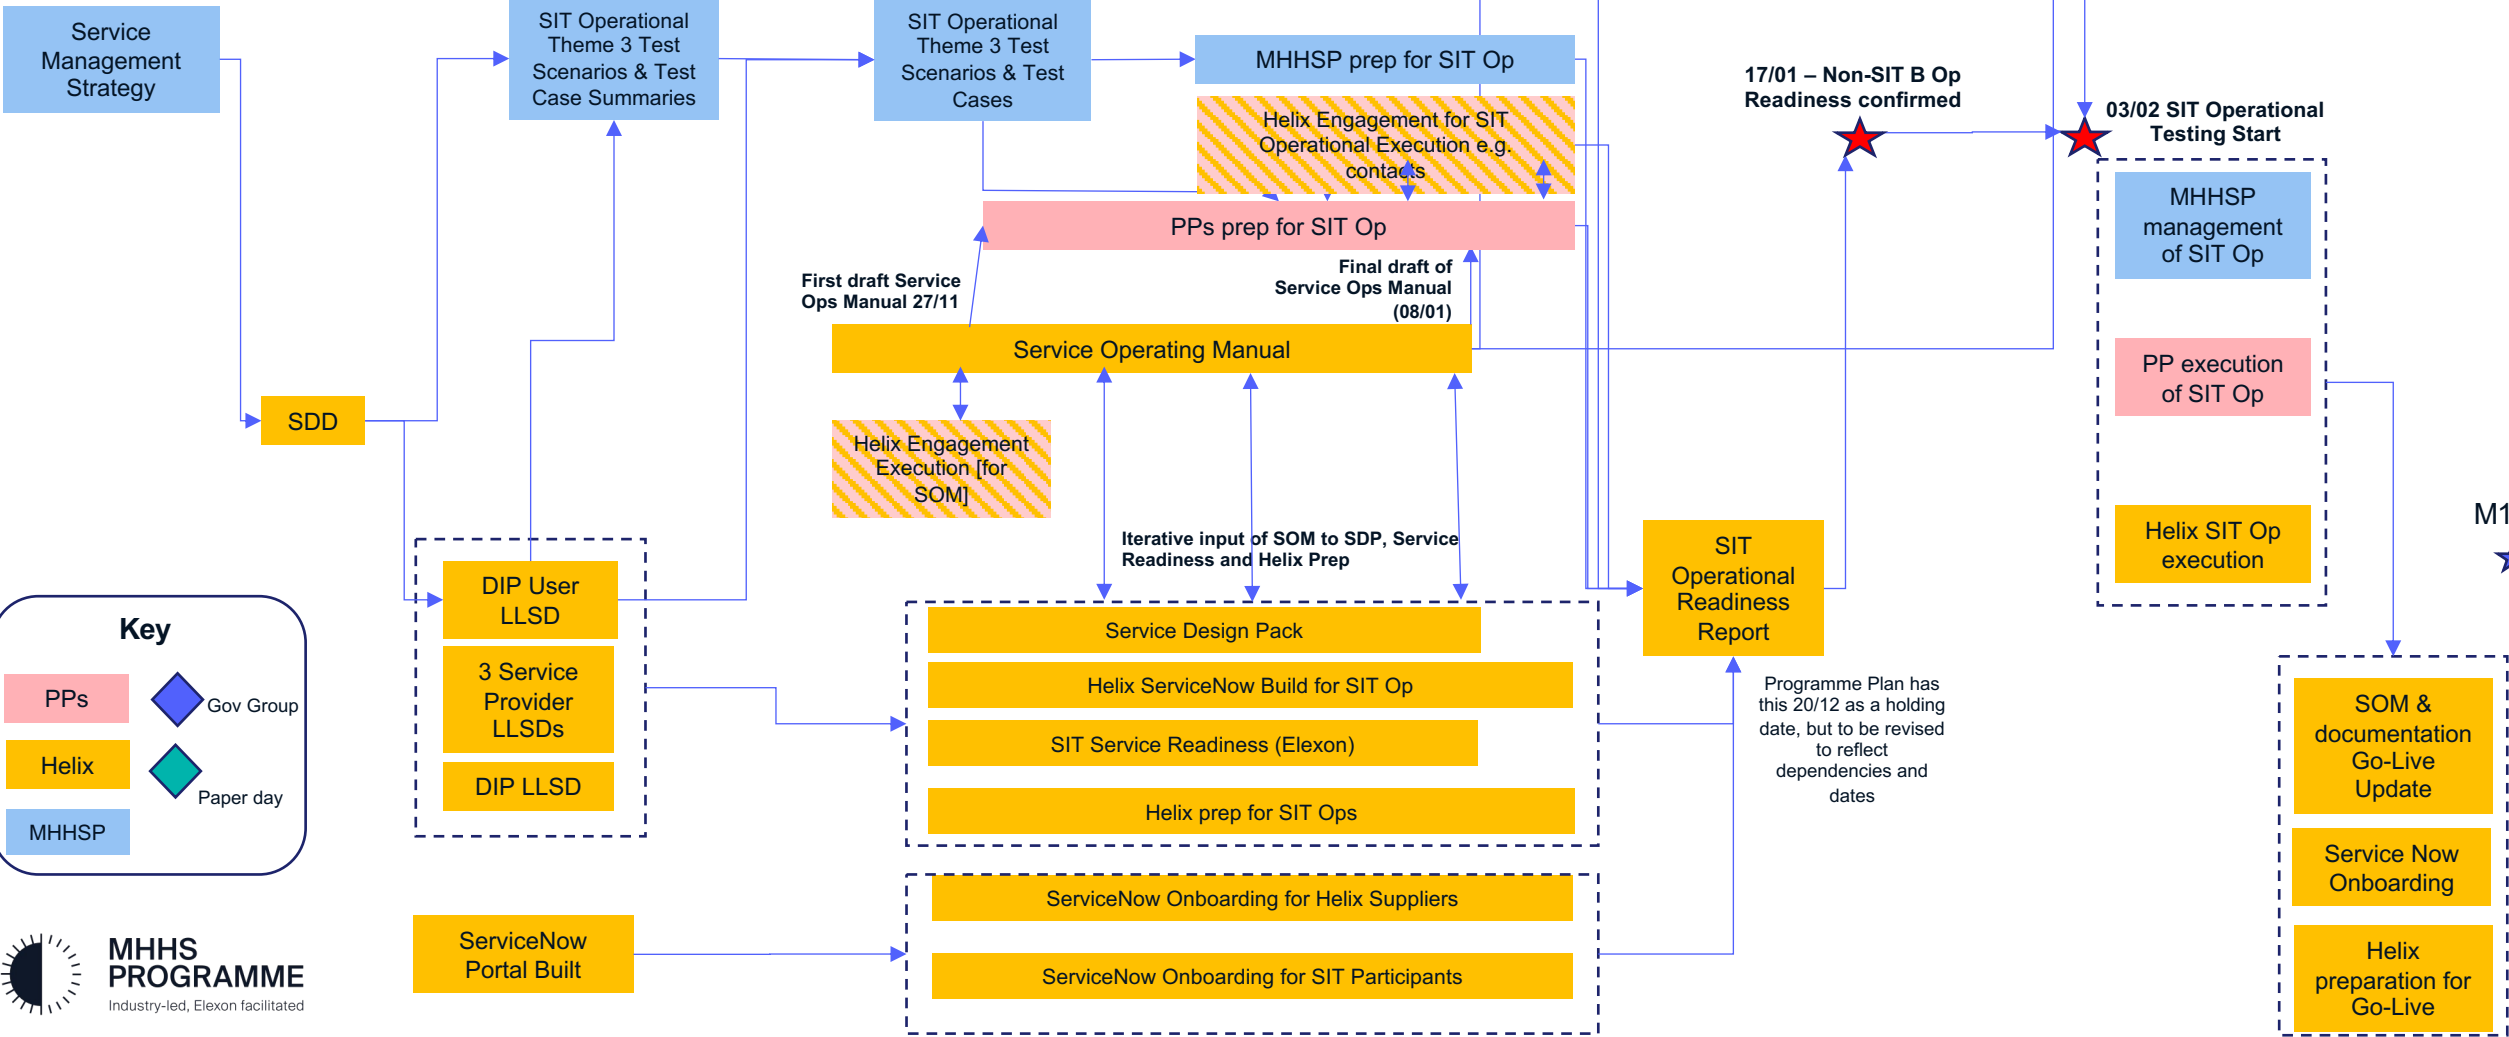 Service
Management
Strategy
SIT Operational
Theme 3 Test
Scenarios & Test
Case Summaries
SIT Operational
Theme 3 Test
Scenarios & Test
Cases
MHHSP prep for SIT Op
Helix Engagement for SIT
Operational Execution e.g.
contacts
PPs prep for SIT Op
17/01 – Non-SIT B Op
Readiness confirmed
03/02 SIT Operational
Testing Start
MHHSP
management
of SIT Op
PP execution
of SIT Op
Helix SIT Op
execution
First draft Service
Ops Manual 27/11
Final draft of
Service Ops Manual
(08/01)
Service Operating Manual
SDD
Helix Engagement
Execution [for
SOM]
Iterative input of SOM to SDP, Service
Readiness and Helix Prep
DIP User
LLSD
3 Service
Provider
LLSDs
DIP LLSD
Service Design Pack
Helix ServiceNow Build for SIT Op
SIT Service Readiness (Elexon)
Helix prep for SIT Ops
SIT
Operational
Readiness
Report
Programme Plan has
this 20/12 as a holding
date, but to be revised
to reflect
dependencies and
dates
M1
SOM &
documentation
Go-Live
Update
Service Now
Onboarding
Helix
preparation for
Go-Live
ServiceNow
Portal Built
ServiceNow Onboarding for Helix Suppliers
ServiceNow Onboarding for SIT Participants
Key
PPs
Gov Group
Helix
Paper day
MHHSP
MHHS
PROGRAMME
Industry-led, Elexon facilitated